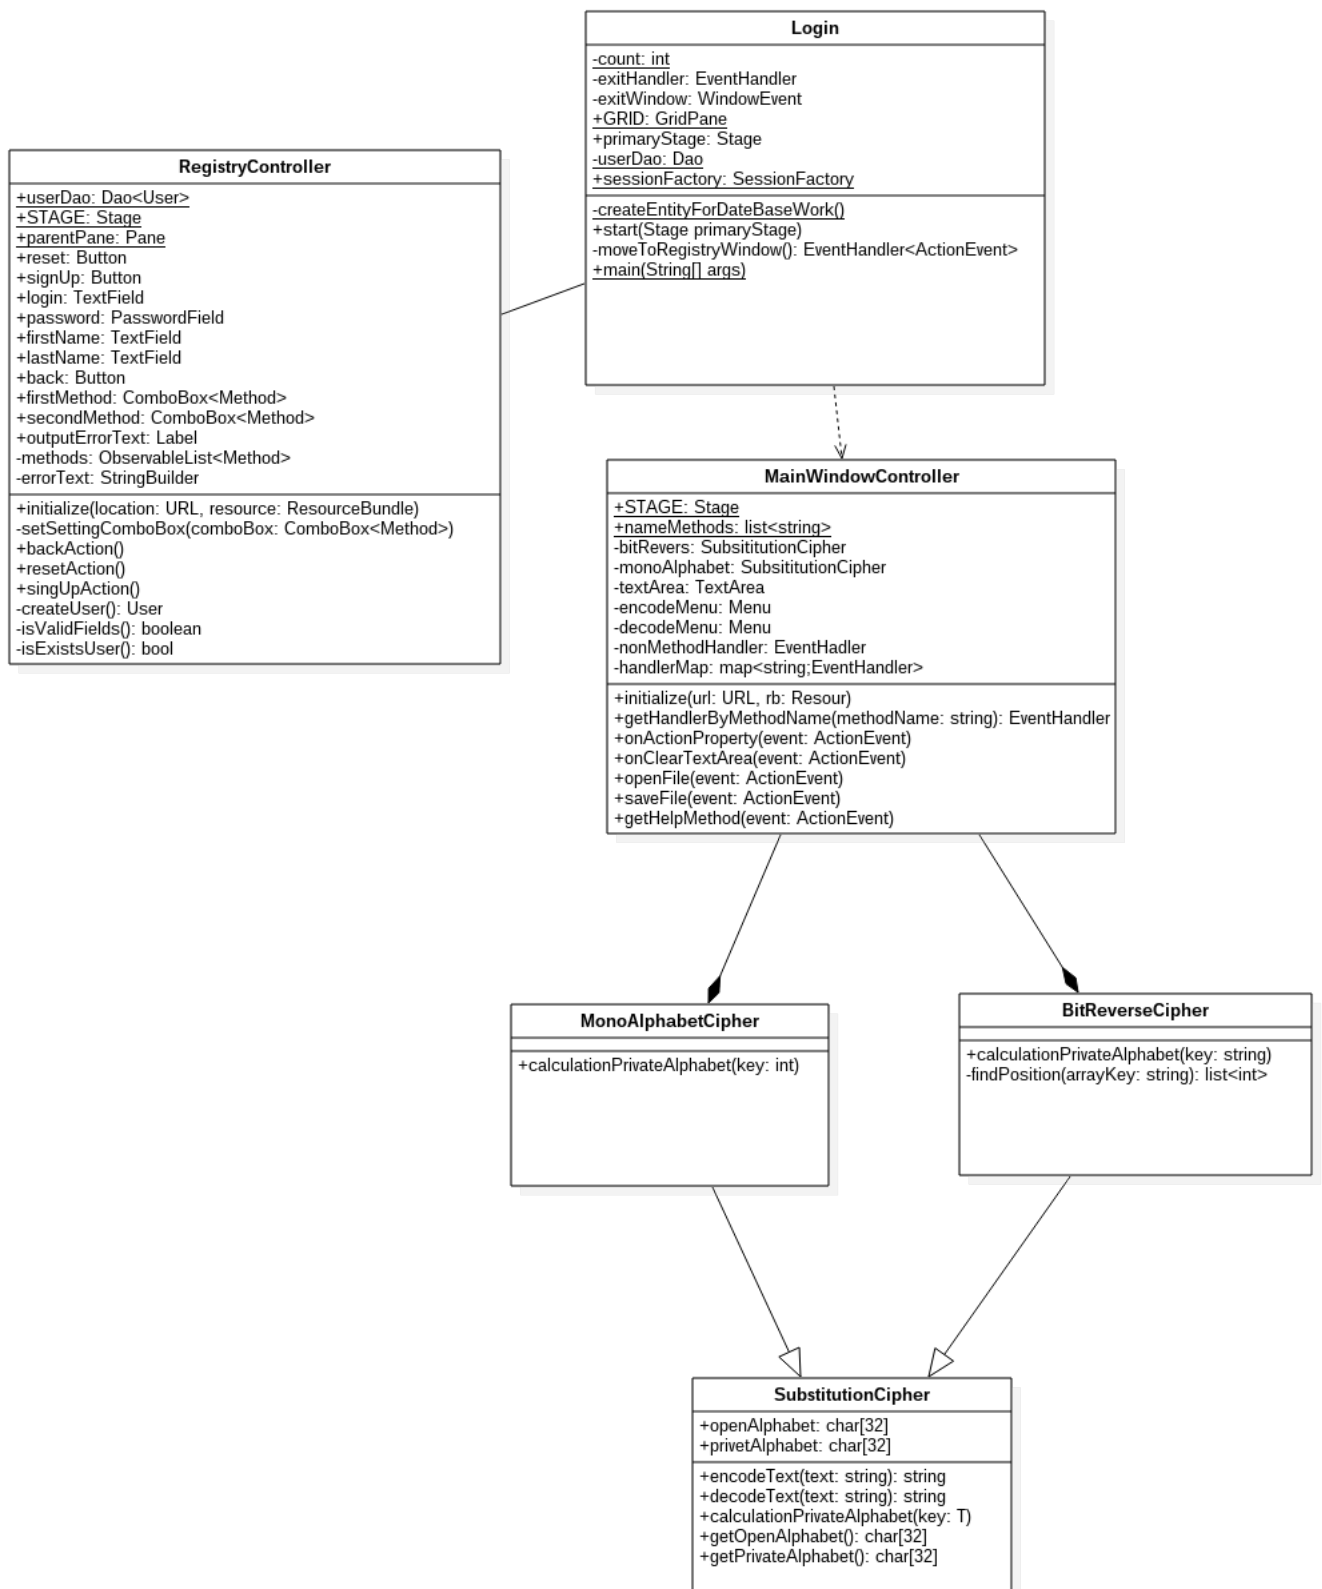 Login
-count: int
-exitHandler: EventHandler
-exitWindow: WindowEvent
+GRID: GridPane
+primaryStage: Stage
-userDao: Dao
+sessionFactory: SessionFactory
-createEntityForDateBaseWork()
+start(Stage primaryStage)
-moveToRegistryWindow(): EventHandler<ActionEvent>
+main(String[] args)
RegistryController
+userDao: Dao<User>
+STAGE: Stage
+parentPane: Pane
+reset: Button
+signUp: Button
+login: TextField
+password: PasswordField
+firstName: TextField
+lastName: TextField
+back: Button
+firstMethod: ComboBox<Method>
+secondMethod: ComboBox<Method>
+outputErrorText: Label
-methods: ObservableList<Method>
-errorText: StringBuilder
+initialize(location: URL, resource: ResourceBundle)
-setSettingComboBox(comboBox: ComboBox<Method>)
+backAction()
+resetAction()
+singUpAction()
-createUser(): User
-isValidFields(): boolean
-isExistsUser(): bool
MainWindowController
+STAGE: Stage
+nameMethods: list<string>
-bitRevers: SubsititutionCipher
-monoAlphabet: SubsititutionCipher
-textArea: TextArea
-encodeMenu: Menu
-decodeMenu: Menu
-nonMethodHandler: EventHadler
-handlerMap: map<string;EventHandler>
+initialize(url: URL, rb: Resour)
+getHandlerByMethodName(methodName: string): EventHandler
+onActionProperty(event: ActionEvent)
+onClearTextArea(event: ActionEvent)
+openFile(event: ActionEvent)
+saveFile(event: ActionEvent)
+getHelpMethod(event: ActionEvent)
MonoAlphabetCipher
+calculationPrivateAlphabet(key: int)
BitReverseCipher
+calculationPrivateAlphabet(key: string)
-findPosition(arrayKey: string): list<int>
SubstitutionCipher
+openAlphabet: char[32]
+privetAlphabet: char[32]
+encodeText(text: string): string
+decodeText(text: string): string
+calculationPrivateAlphabet(key: T)
+getOpenAlphabet(): char[32]
+getPrivateAlphabet(): char[32]